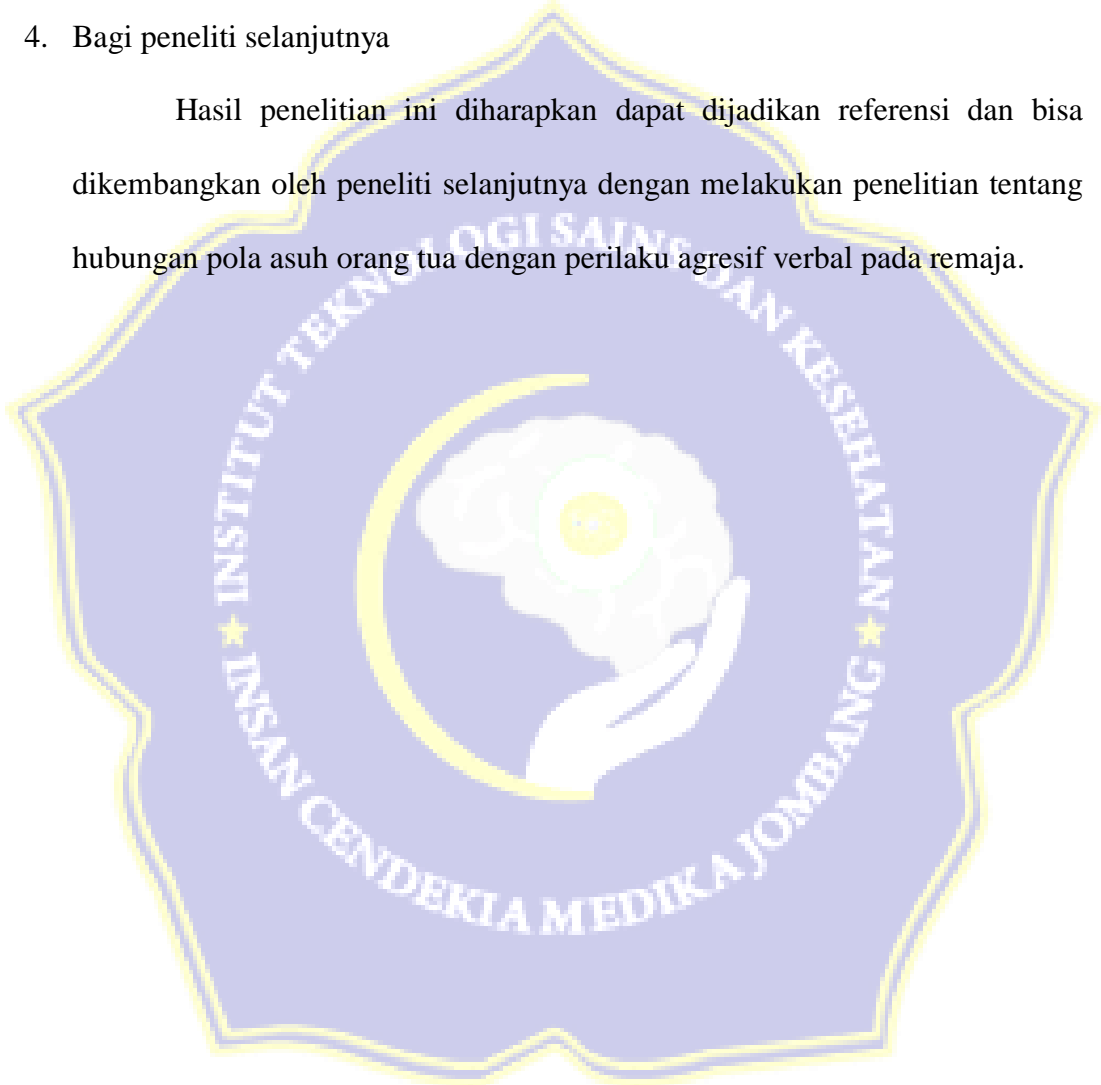 4. Bagi peneliti selanjutnya
Hasil penelitian ini diharapkan dapat dijadikan referensi dan bisa
dikembangkan oleh peneliti selanjutnya dengan melakukan penelitian tentang
hubungan pola asuh orang tua dengan perilaku agresif verbal pada remaja.
INSTITUT TEKNOLOGI SAINS DAN KESEHATAN
INSAN CENDEKIA MEDIKA JOMBANG